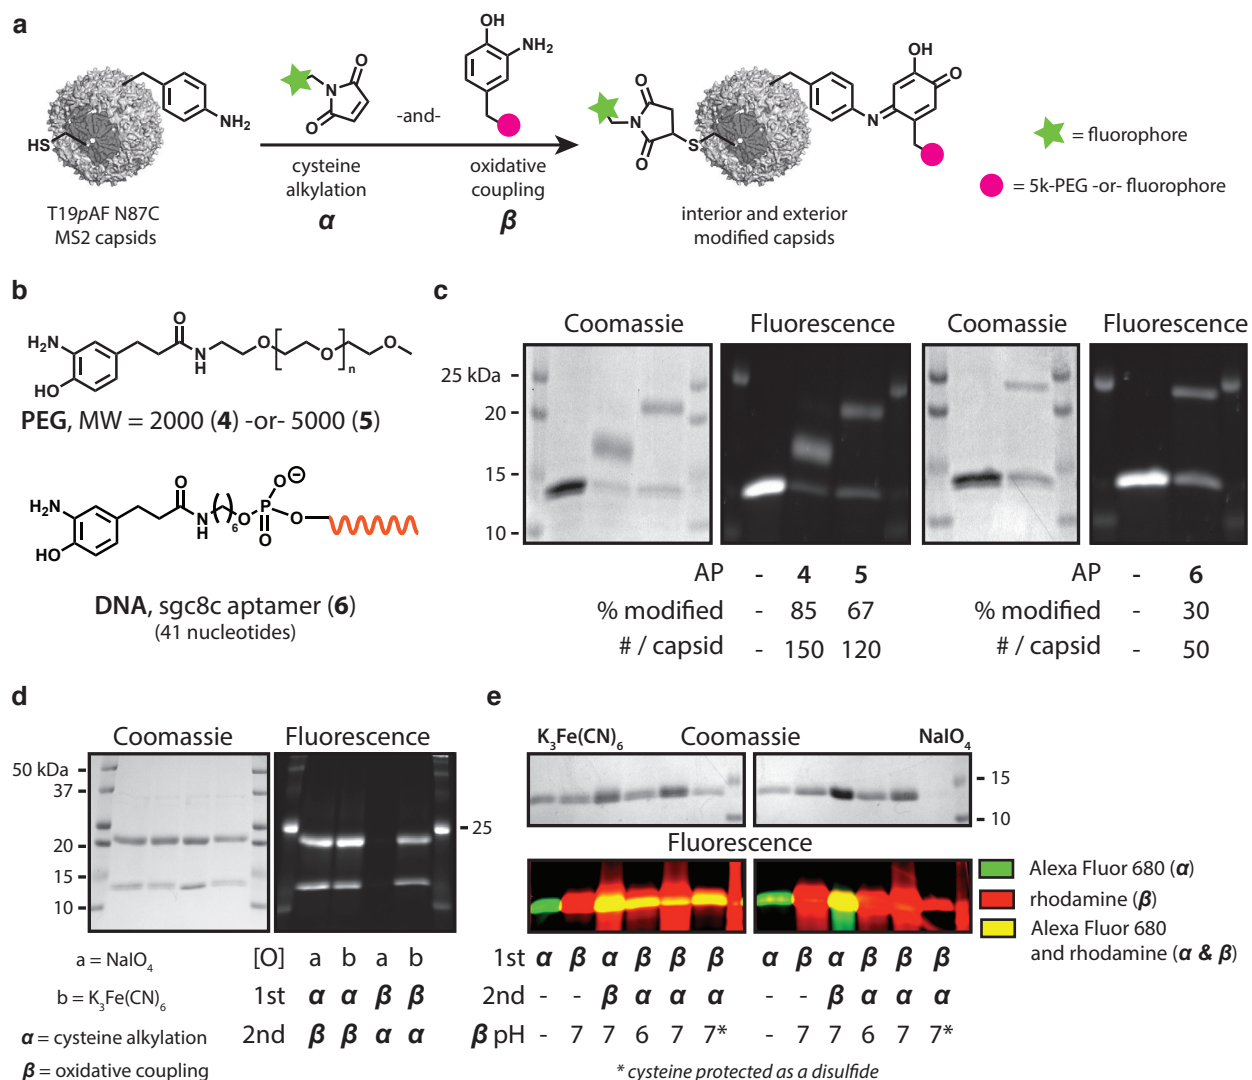 a
OH
NH₂
HS
N
O
O
-and-
OH
NH₂
cysteine
alkylation
α
oxidative
coupling
β
T19pAF N87C
MS2 capsids
N
O
O
S
N
OH
O
interior and exterior
modified capsids
= fluorophore
= 5k-PEG -or- fluorophore
b
H₂N
HO
O
N
H
O
O
n
O
PEG, MW = 2000 (4) -or- 5000 (5)
H₂N
HO
O
N
H
6
O
P
O⊖
O
O
DNA, sgc8c aptamer (6)
(41 nucleotides)
c
Coomassie Fluorescence Coomassie Fluorescence
25 kDa
20
15
10
AP - 4 5 AP - 6
% modified - 85 67 % modified - 30
# / capsid - 150 120 # / capsid - 50
d
Coomassie Fluorescence
50 kDa
37
25
20
15
10
a = NaIO₄ [O] a b a b
b = K₃Fe(CN)₆ 1st α α β β
α = cysteine alkylation 2nd β β α α
β = oxidative coupling
e
K₃Fe(CN)₆ Coomassie NaIO₄
15
10
Fluorescence
Alexa Fluor 680 (α)
rhodamine (β)
Alexa Fluor 680
and rhodamine (α & β)
1st α β α β β β α β α β β β
2nd - - β α α α - - β α α α
β pH - 7 7 6 7 7* - 7 7 6 7 7*
* cysteine protected as a disulfide